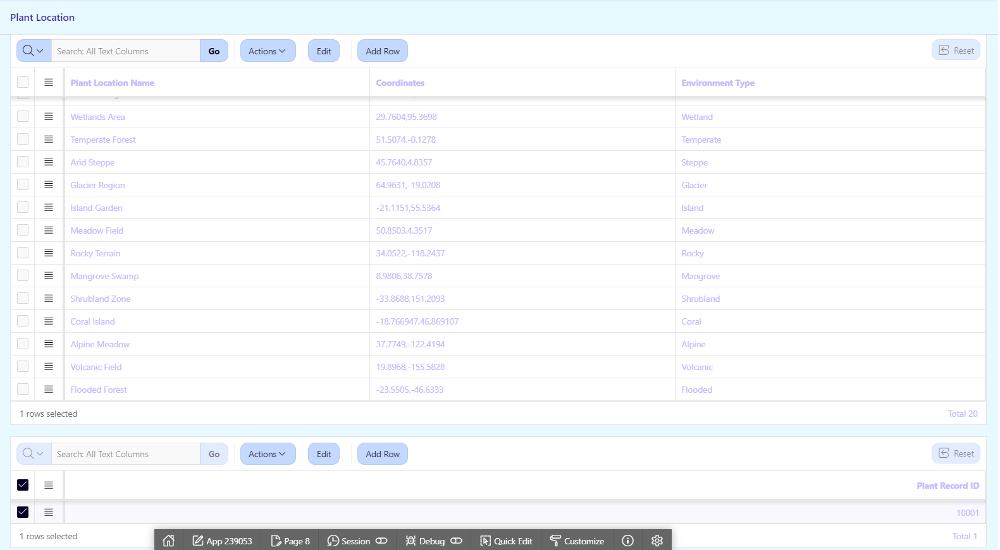 Plant Location
Search: All Text Columns Go Actions Edit Add Row Reset
Plant Location Name Coordinates Environment Type
Wetlands Area 29.7604,95.3698 Wetland
Temperate Forest 51.5074,-0.1278 Temperate
Arid Steppe 45.7640,4.8357 Steppe
Glacier Region 64.9631,-19.0208 Glacier
Island Garden -21.1151,55.5364 Island
Meadow Field 50.8503,4.3517 Meadow
Rocky Terrain 34.0522,-118.2437 Rocky
Mangrove Swamp 8.9806,38.7578 Mangrove
Shrubland Zone -33.8688,151.2093 Shrubland
Coral Island -18.766947,46.869107 Coral
Alpine Meadow 37.7749,-122.4194 Alpine
Volcanic Field 19.8968,-155.5828 Volcanic
Flooded Forest -23.5505,-46.6333 Flooded
1 rows selected Total 20
Search: All Text Columns Go Actions Edit Add Row Reset
Plant Record ID
10001
1 rows selected Total 1
App 239053 Page 8 Session Debug Quick Edit Customize